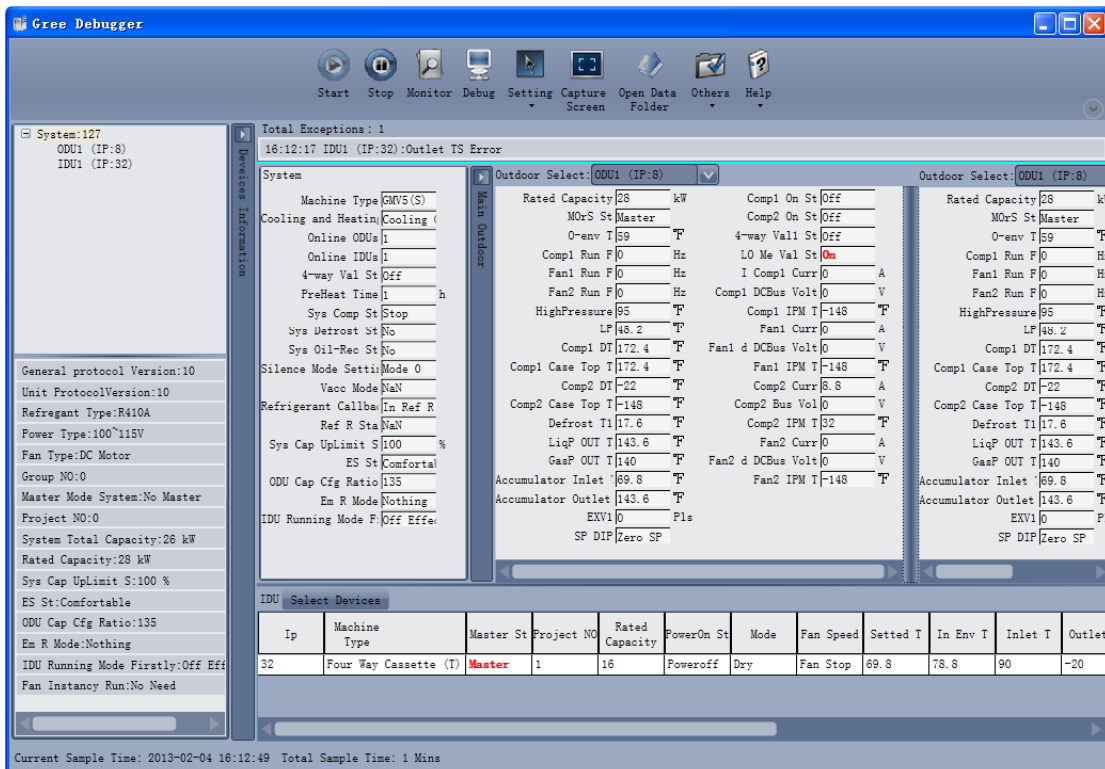 Gree Debugger
Start Stop Monitor Debug Setting Capture Screen Open Data Folder Others Help
System:127
ODU1 (IP:8)
IDU1 (IP:32)
General protocol Version:10
Unit ProtocolVersion:10
Refregant Type:R410A
Power Type:100~115V
Fan Type:DC Motor
Group NO:0
Master Mode System:No Master
Project NO:0
System Total Capacity:26 kW
Rated Capacity:28 kW
Sys Cap UpLimit S:100 %
ES St:Comfortable
ODU Cap Cfg Ratio:135
Em R Mode:Nothing
IDU Running Mode Firstly:Off Eff
Fan Instancy Run:No Need
Deveices Information
Total Exceptions: 1
16:12:17 IDU1 (IP:32):Outlet TS Error
System
Machine Type GMV5(S)
Cooling and Heating Cooling (
Online ODUs 1
Online IDUs 1
4-way Val St Off
PreHeat Time 1 h
Sys Comp St Stop
Sys Defrost St No
Sys Oil-Rec St No
Silence Mode Settin Mode 0
Vacc Mode NaN
Refrigerant Callba In Ref R
Ref R Sta NaN
Sys Cap UpLimit S 100 %
ES St Comfortal
ODU Cap Cfg Ratio 135
Em R Mode Nothing
IDU Running Mode F: Off Effe
Main Outdoor
Outdoor Select: ODU1 (IP:8)
Rated Capacity 28 kW
MOrS St Master
O-env T 59 ℉
Comp1 Run F 0 Hz
Fan1 Run F 0 Hz
Fan2 Run F 0 Hz
HighPressure 95 ℉
LP 48.2 ℉
Comp1 DT 172.4 ℉
Comp1 Case Top T 172.4 ℉
Comp2 DT -22 ℉
Comp2 Case Top T -148 ℉
Defrost T1 17.6 ℉
LiqP OUT T 143.6 ℉
GasP OUT T 140 ℉
Accumulator Inlet 69.8 ℉
Accumulator Outlet 143.6 ℉
EXV1 0 Pls
SP DIP Zero SP
Comp1 On St Off
Comp2 On St Off
4-way Val1 St Off
LO Me Val St On
I Comp1 Curr 0 A
Comp1 DCBus Volt 0 V
Comp1 IPM T -148 ℉
Fan1 Curr 0 A
Fan1 d DCBus Volt 0 V
Fan1 IPM T -148 ℉
Comp2 Curr 8.8 A
Comp2 Bus Vol 0 V
Comp2 IPM T 32 ℉
Fan2 Curr 0 A
Fan2 d DCBus Volt 0 V
Fan2 IPM T -148 ℉
Outdoor Select: ODU1 (IP:8)
Rated Capacity 28
MOrS St Master
O-env T 59
Comp1 Run F 0
Fan1 Run F 0
Fan2 Run F 0
HighPressure 95
LP 48.2
Comp1 DT 172.4
Comp1 Case Top T 172.4
Comp2 DT -22
Comp2 Case Top T -148
Defrost T1 17.6
LiqP OUT T 143.6
GasP OUT T 140
Accumulator Inlet 69.8
Accumulator Outlet 143.6
EXV1 0
SP DIP Zero SP
IDU Select Devices
Ip Machine Type Master St Project NO Rated Capacity PowerOn St Mode Fan Speed Setted T In Env T Inlet T Outlet
32 Four Way Cassette (T) Master 1 16 Poweroff Dry Fan Stop 69.8 78.8 90 -20
Current Sample Time: 2013-02-04 16:12:49 Total Sample Time: 1 Mins